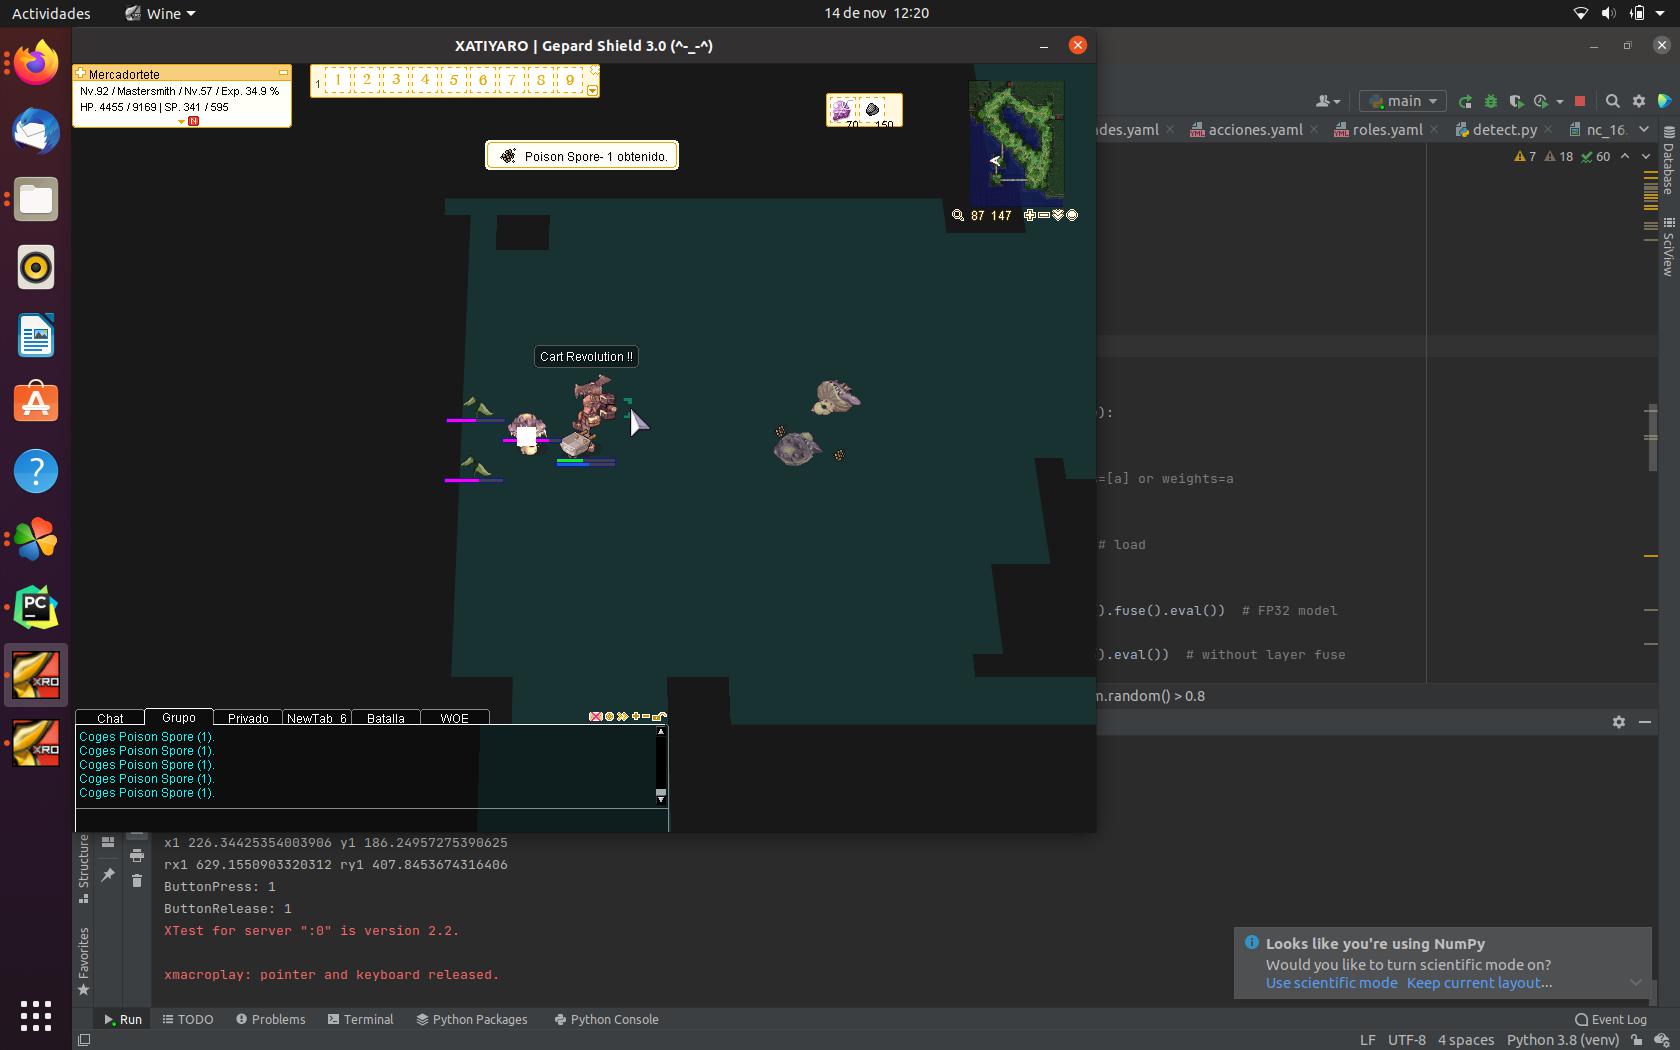 Actividades
Wine
14 de nov 12:20
XATIYARO | Gepard Shield 3.0 (^-_-^)
Mercadortete
Nv.92 / Mastersmith / Nv.57 / Exp. 34.9 %
HP. 4455 / 9169 | SP. 341 / 595
N
1 1 2 3 4 5 6 7 8 9
70 150
Poison Spore- 1 obtenido.
87 147
Cart Revolution !!
main
des.yaml
acciones.yaml
roles.yaml
detect.py
nc_16.
7 18 60
Database
SciView
):
=[a] or weights=a
# load
).fuse().eval()) # FP32 model
).eval()) # without layer fuse
m.random() > 0.8
Chat Grupo Privado NewTab_6 Batalla WOE
Coges Poison Spore (1).
Coges Poison Spore (1).
Coges Poison Spore (1).
Coges Poison Spore (1).
Coges Poison Spore (1).
PC
XRO
XRO
Structure
Favorites
x1 226.34425354003906 y1 186.24957275390625
rx1 629.1550903320312 ry1 407.8453674316406
ButtonPress: 1
ButtonRelease: 1
XTest for server ":0" is version 2.2.
xmacroplay: pointer and keyboard released.
Looks like you're using NumPy
Would you like to turn scientific mode on?
Use scientific mode Keep current layout...
Run TODO Problems Terminal Python Packages Python Console
Event Log
LF UTF-8 4 spaces Python 3.8 (venv)